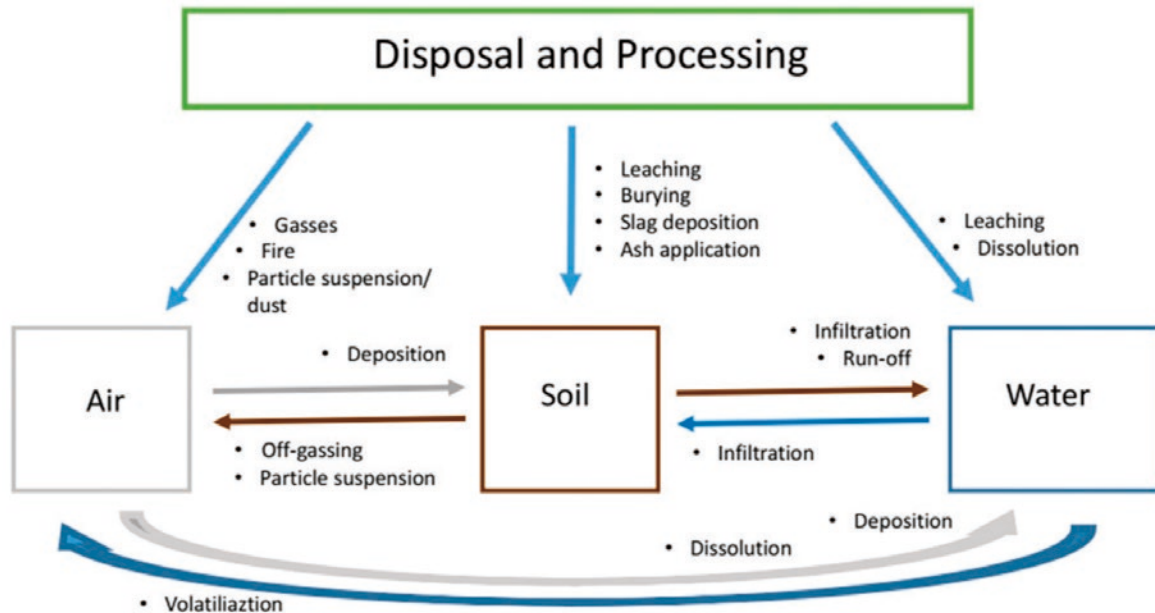 Disposal and Processing
• Leaching
• Burying
• Slag deposition
• Ash application
• Gasses
• Fire
• Particle suspension/
dust
• Leaching
• Dissolution
Air
• Deposition
• Off-gassing
• Particle suspension
Soil
• Infiltration
• Run-off
• Infiltration
Water
• Deposition
• Dissolution
• Volatiliaztion